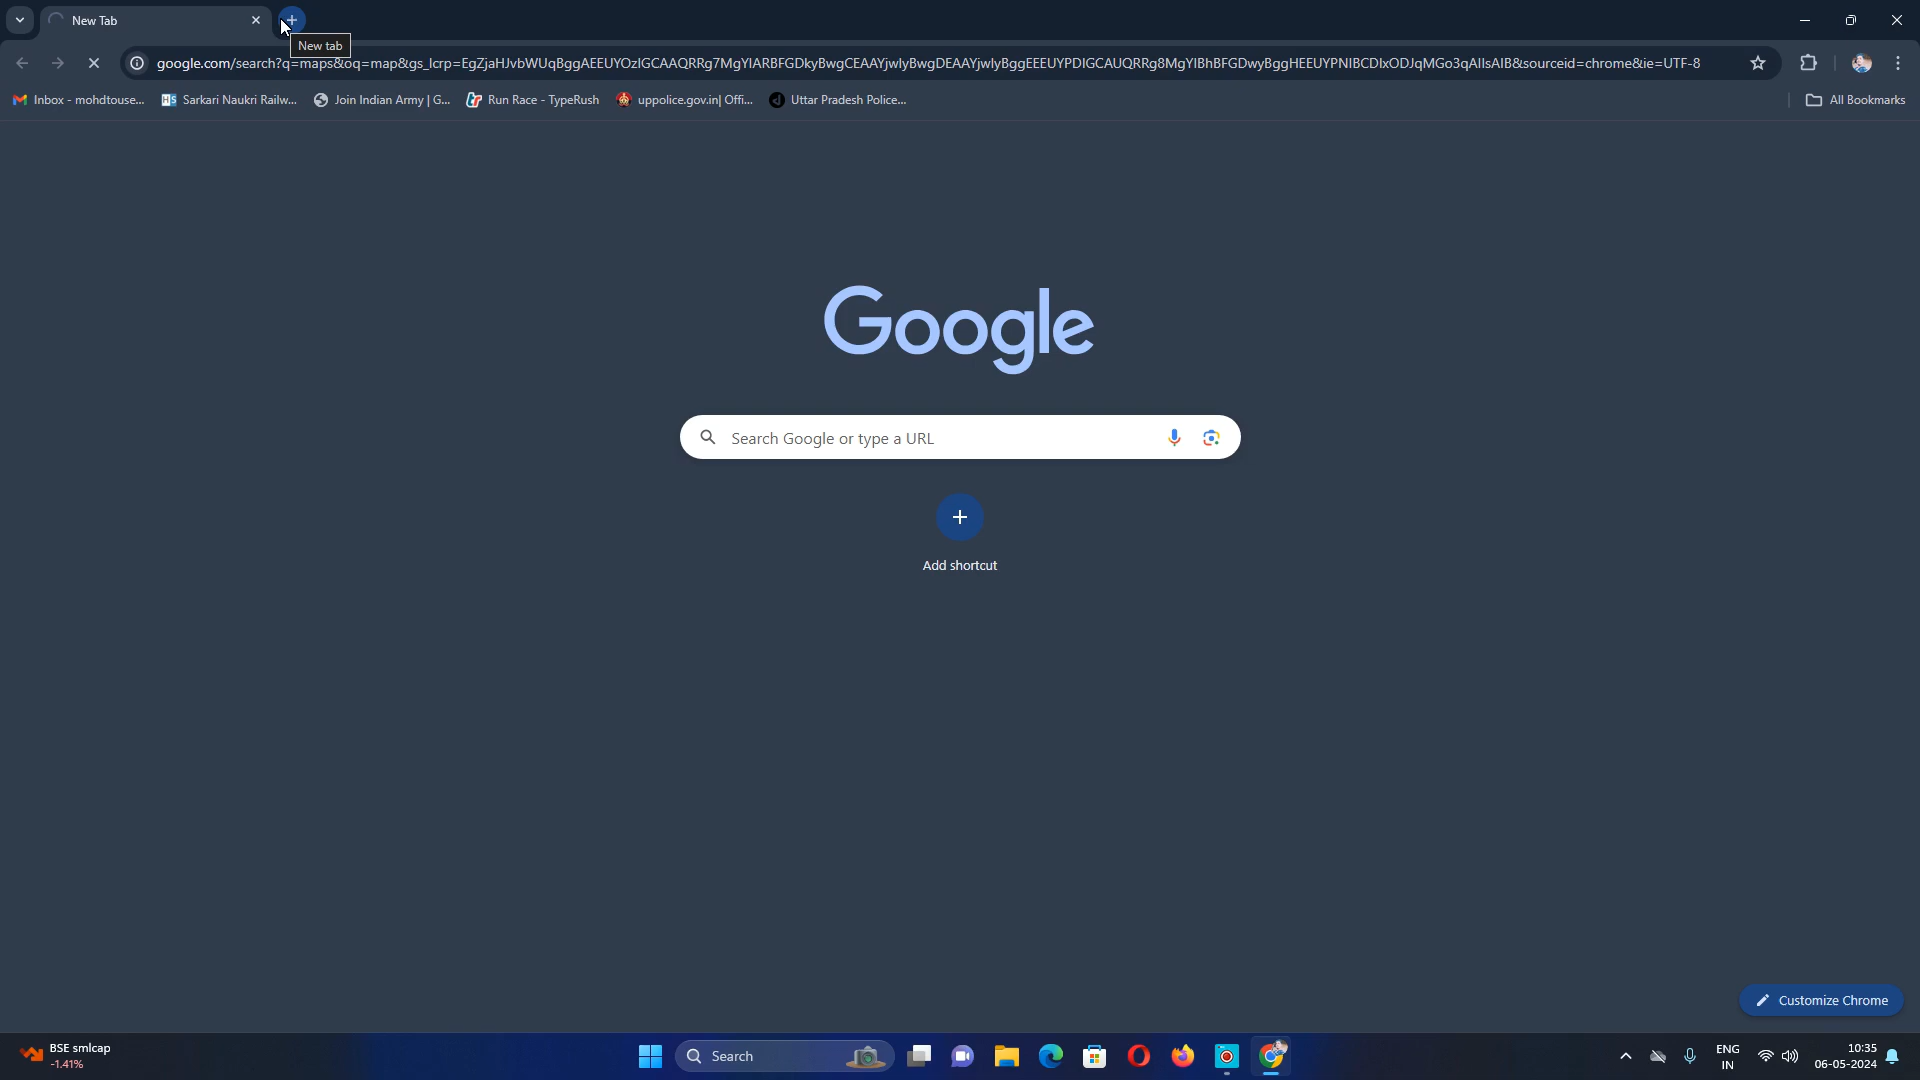 New Tab
New tab
google.com/search?q=maps&oq=map&gs_lcrp=EgZjaHJvbWUqBggAEEUYOzIGCAAQRRg7MgYIARBFGDkyBwgCEAAYjwIyBwgDEAAYjwIyBggEEEUYPDIGCAUQRRg8MgYIBhBFGDwyBggHEEUYPNIBCDIxODJqMGo3qAIIsAIB&sourceid=chrome&ie=UTF-8
Inbox - mohdtouse... Sarkari Naukri Railw... Join Indian Army | G... Run Race - TypeRush uppolice.gov.in| Offi... Uttar Pradesh Police... All Bookmarks
Google
Search Google or type a URL
Add shortcut
Customize Chrome
BSE smlcap
-1.41%
Search
ENG
IN
10:35
06-05-2024